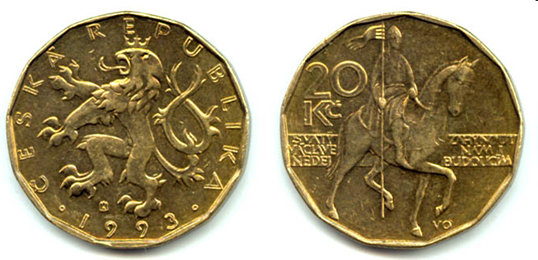 ČESKÁ REPUBLIKA
· 1993 ·
20
Kč
SVATÝ
VÁCLAVE
NEDEJ
ZAHYNOUT
NÁM I
BUDOUCÍM
VO